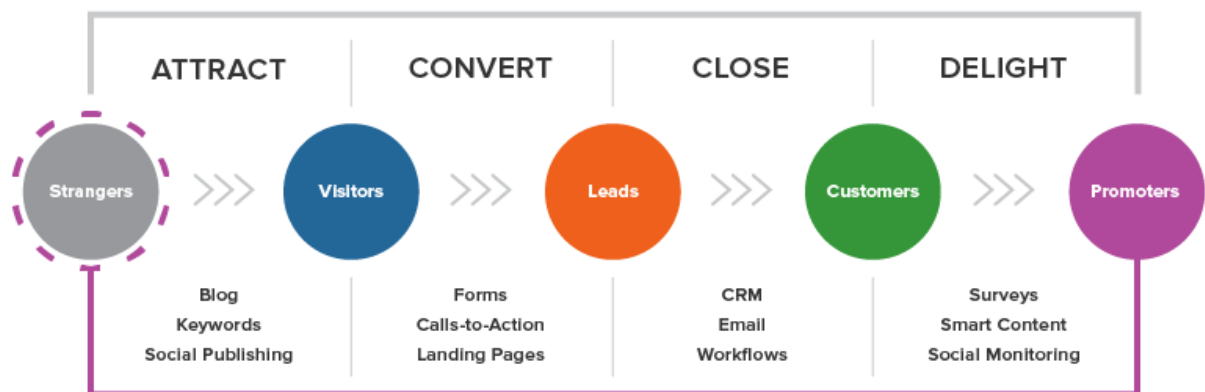 ATTRACT
CONVERT
CLOSE
DELIGHT
Strangers
Visitors
Leads
Customers
Promoters
Blog
Keywords
Social Publishing
Forms
Calls-to-Action
Landing Pages
CRM
Email
Workflows
Surveys
Smart Content
Social Monitoring